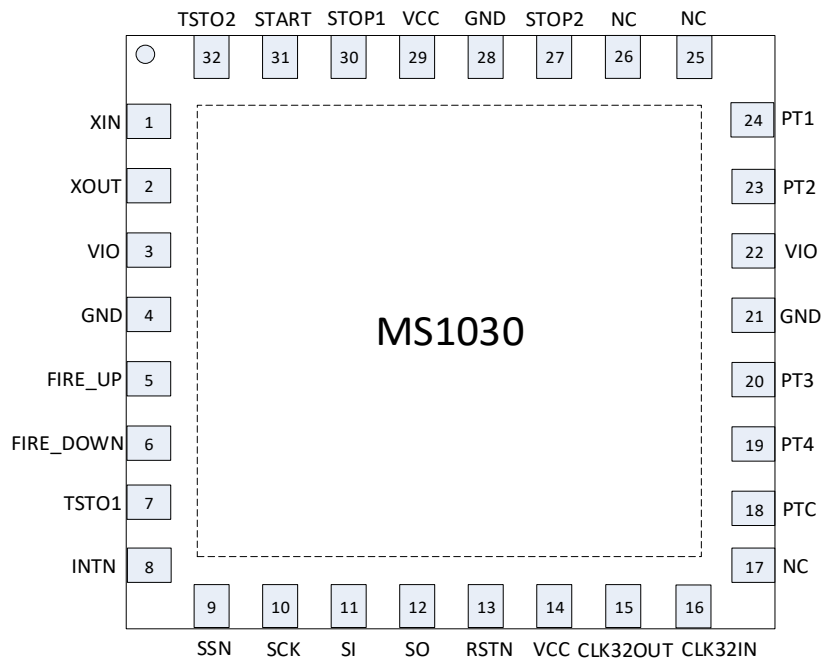 TSTO2 START STOP1 VCC GND STOP2 NC NC
32 31 30 29 28 27 26 25
XIN 1 24 PT1
XOUT 2 23 PT2
VIO 3 22 VIO
GND 4 21 GND
MS1030
FIRE_UP 5 20 PT3
FIRE_DOWN 6 19 PT4
TSTO1 7 18 PTC
INTN 8 17 NC
9 10 11 12 13 14 15 16
SSN SCK SI SO RSTN VCC CLK32OUT CLK32IN